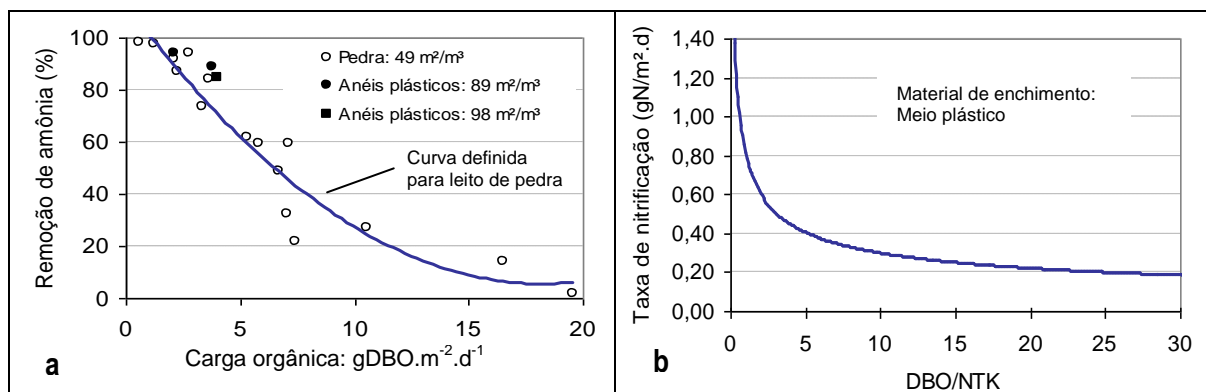 100
80
60
40
20
0
Remoção de amônia (%)
Pedra: 49 m²/m³
Anéis plásticos: 89 m²/m³
Anéis plásticos: 98 m²/m³
Curva definida
para leito de pedra
0 5 10 15 20
Carga orgânica: gDBO.m⁻².d⁻¹
a
1,40
1,20
1,00
0,80
0,60
0,40
0,20
0,00
Taxa de nitrificação (gN/m².d)
Material de enchimento:
Meio plástico
0 5 10 15 20 25 30
DBO/NTK
b